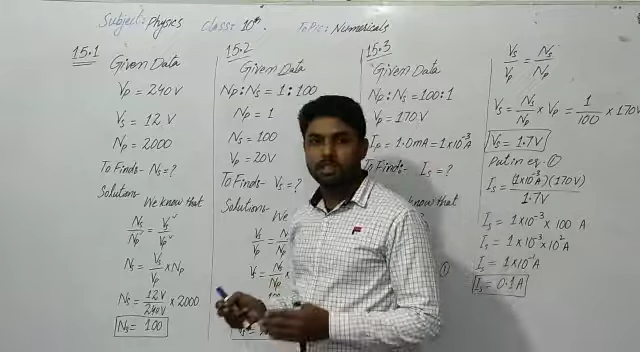 Subject: Physics Class: 10th Topic: Numericals
15.1
Given Data
Vp = 240V
Vs = 12 V
Np = 2000
To Find:- Ns = ?
Solution:-
We know that
Ns/Np = Vs/Vp
Ns = Vs/Vp × Np
Ns = 12V/240V × 2000
Ns = 100
15.2
Given Data
Np : Ns = 1 : 100
Np = 1
Ns = 100
Vp = 20V
To Find:- Vs = ?
Solution:-
We
15.3
Given Data
Np : Ns = 100:1
Vp = 170V
Ip = 1.0mA = 1×10⁻³A
To Find:- Is = ?
know that
①
Vs/Vp = Ns/Np
Vs = Ns/Np × Vp = 1/100 × 170V
Vs = 1.7V
Put in eq ①
Is = (1×10⁻³A)(170V)/1.7V
Is = 1×10⁻³ × 100 A
Is = 1×10⁻³ × 10² A
Is = 1×10⁻¹A
Is = 0.1A